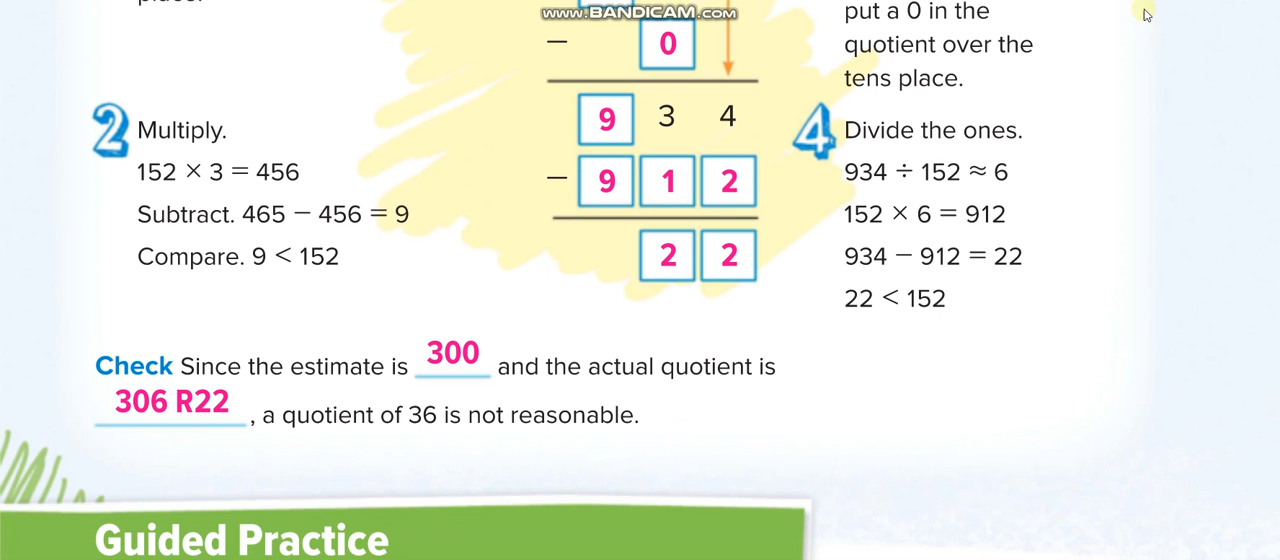 www.BANDICAM.com
put a 0 in the
quotient over the
tens place.
− 0
9 3 4
− 9 1 2
2 2
2 Multiply.
152 × 3 = 456
Subtract. 465 − 456 = 9
Compare. 9 < 152
4 Divide the ones.
934 ÷ 152 ≈ 6
152 × 6 = 912
934 − 912 = 22
22 < 152
Check Since the estimate is 300 and the actual quotient is
306 R22, a quotient of 36 is not reasonable.
Guided Practice